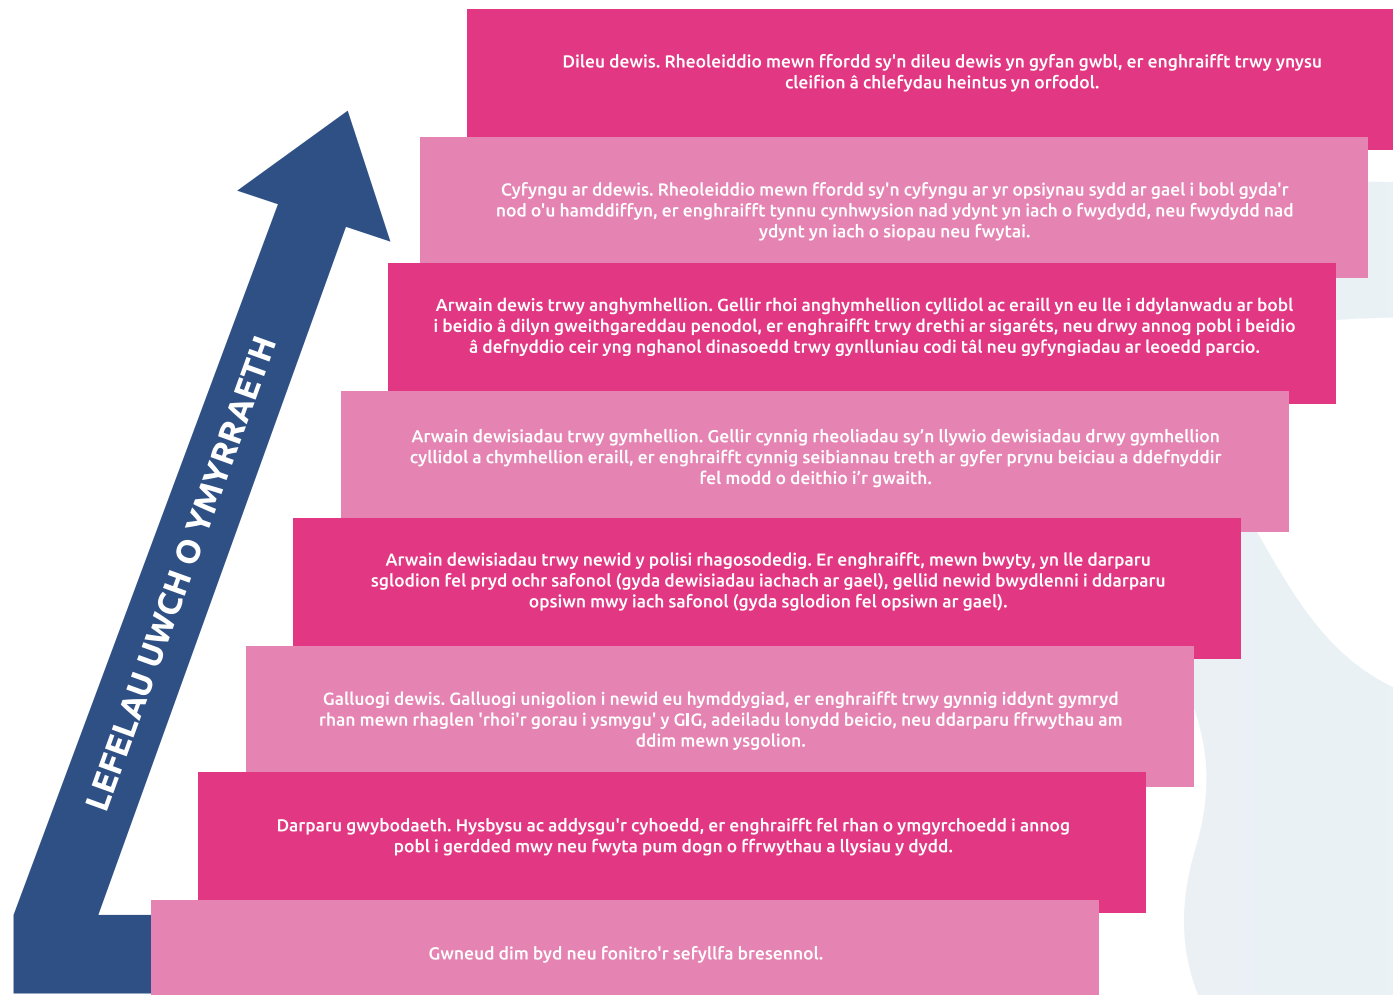 Dileu dewis. Rheoleiddio mewn ffordd sy'n dileu dewis yn gyfan gwbl, er enghraifft trwy ynysu
cleifion â chlefydau heintus yn orfodol.
Cyfyngu ar ddewis. Rheoleiddio mewn ffordd sy'n cyfyngu ar yr opsiynau sydd ar gael i bobl gyda'r
nod o'u hamddiffyn, er enghraifft tynnu cynhwysion nad ydynt yn iach o fwydydd, neu fwydydd nad
ydynt yn iach o siopau neu fwytai.
Arwain dewis trwy anghymhellion. Gellir rhoi anghymhellion cyllidol ac eraill yn eu lle i ddylanwadu ar bobl
i beidio â dilyn gweithgareddau penodol, er enghraifft trwy drethi ar sigaréts, neu drwy annog pobl i beidio
â defnyddio ceir yng nghanol dinasoedd trwy gynlluniau codi tâl neu gyfyngiadau ar leoedd parcio.
Arwain dewisiadau trwy gymhellion. Gellir cynnig rheoliadau sy’n llywio dewisiadau drwy gymhellion
cyllidol a chymhellion eraill, er enghraifft cynnig seibiannau treth ar gyfer prynu beiciau a ddefnyddir
fel modd o deithio i’r gwaith.
Arwain dewisiadau trwy newid y polisi rhagosodedig. Er enghraifft, mewn bwyty, yn lle darparu
sglodion fel pryd ochr safonol (gyda dewisiadau iachach ar gael), gellid newid bwydlenni i ddarparu
opsiwn mwy iach safonol (gyda sglodion fel opsiwn ar gael).
Galluogi dewis. Galluogi unigolion i newid eu hymddygiad, er enghraifft trwy gynnig iddynt gymryd
rhan mewn rhaglen 'rhoi'r gorau i ysmygu' y GIG, adeiladu lonydd beicio, neu ddarparu ffrwythau am
ddim mewn ysgolion.
Darparu gwybodaeth. Hysbysu ac addysgu'r cyhoedd, er enghraifft fel rhan o ymgyrchoedd i annog
pobl i gerdded mwy neu fwyta pum dogn o ffrwythau a llysiau y dydd.
Gwneud dim byd neu fonitro'r sefyllfa bresennol.
LEFELAU UWCH O YMYRRAETH